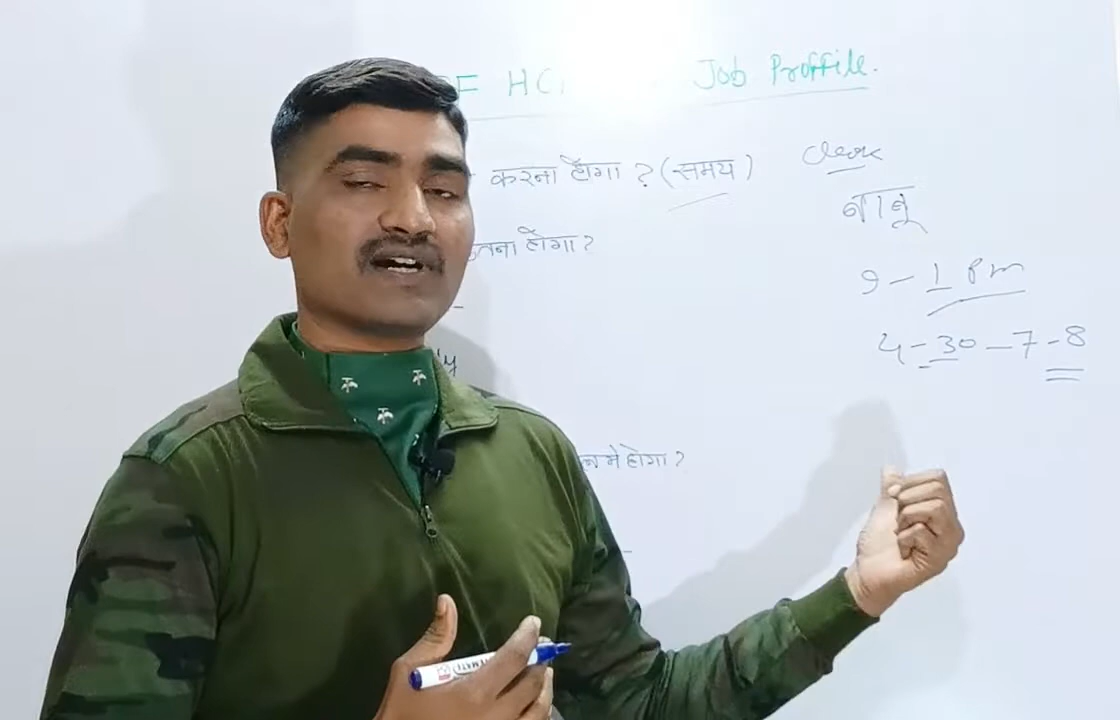 F HC Job Proffile.
करना होगा ? (समय) clerk
बाबू
तना होगा ?
9 - 1 Pm
4 - 30 - 7 - 8
y
न मे होगा ?